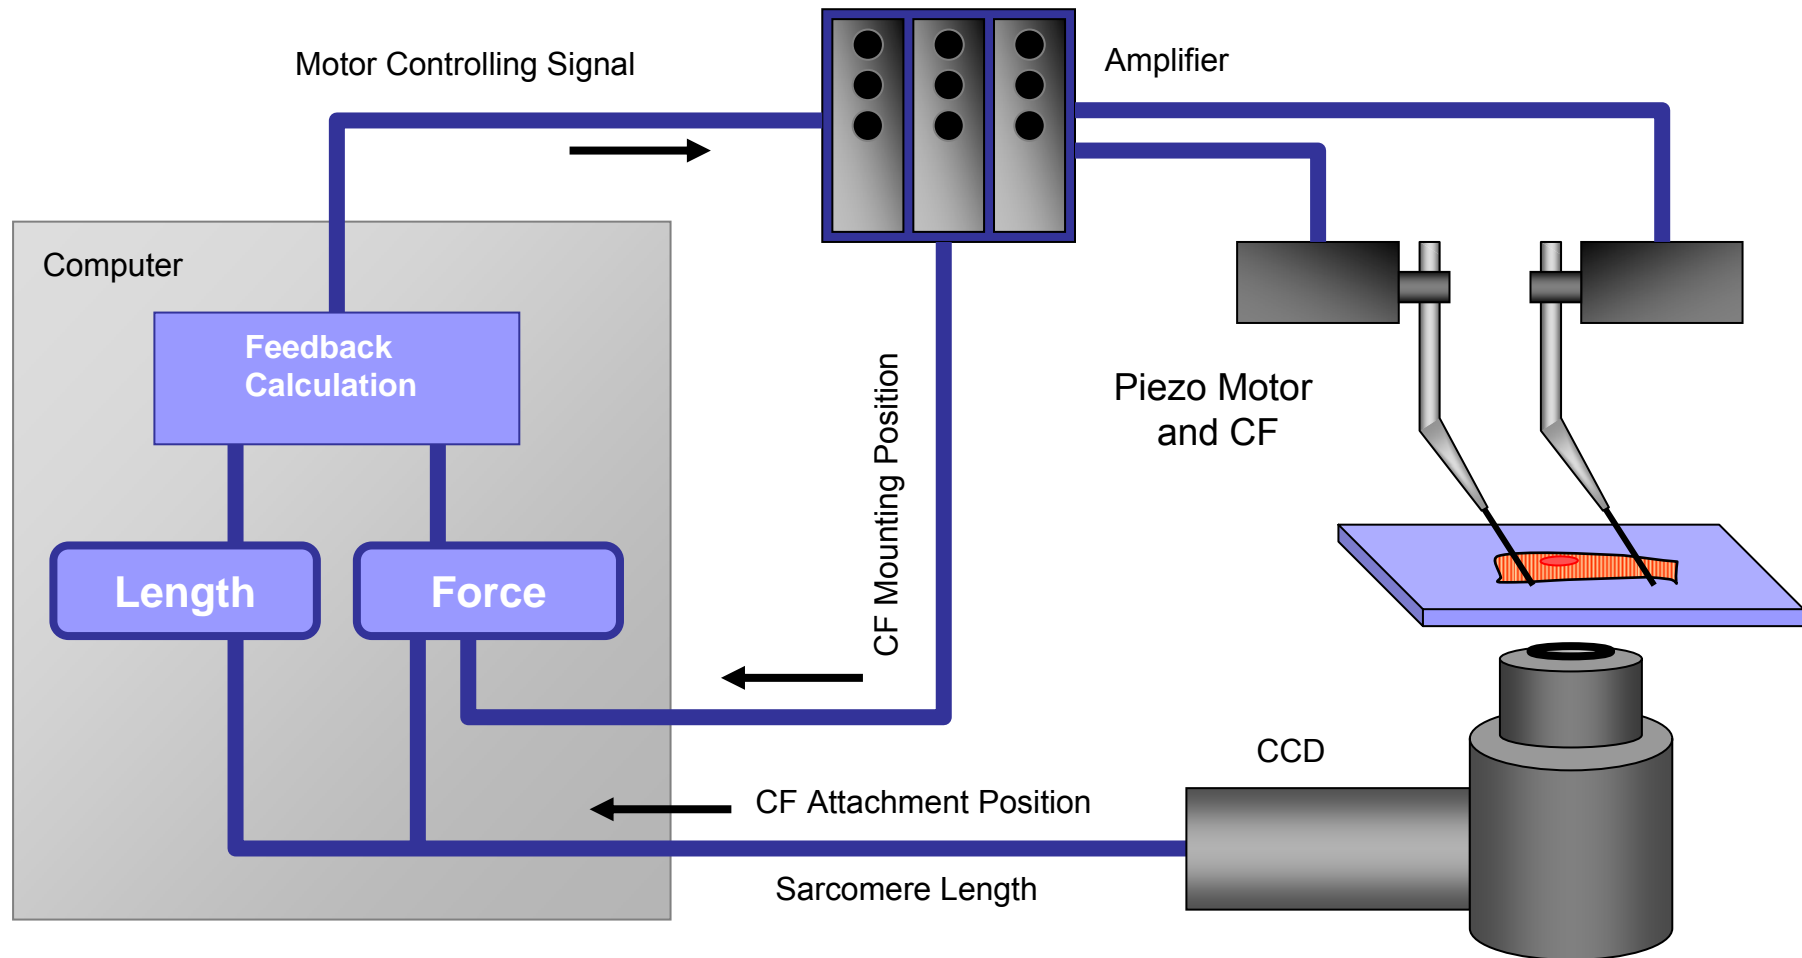 Motor Controlling Signal
Amplifier
Computer
Feedback
Calculation
CF Mounting Position
Piezo Motor
and CF
Length
Force
CCD
CF Attachment Position
Sarcomere Length